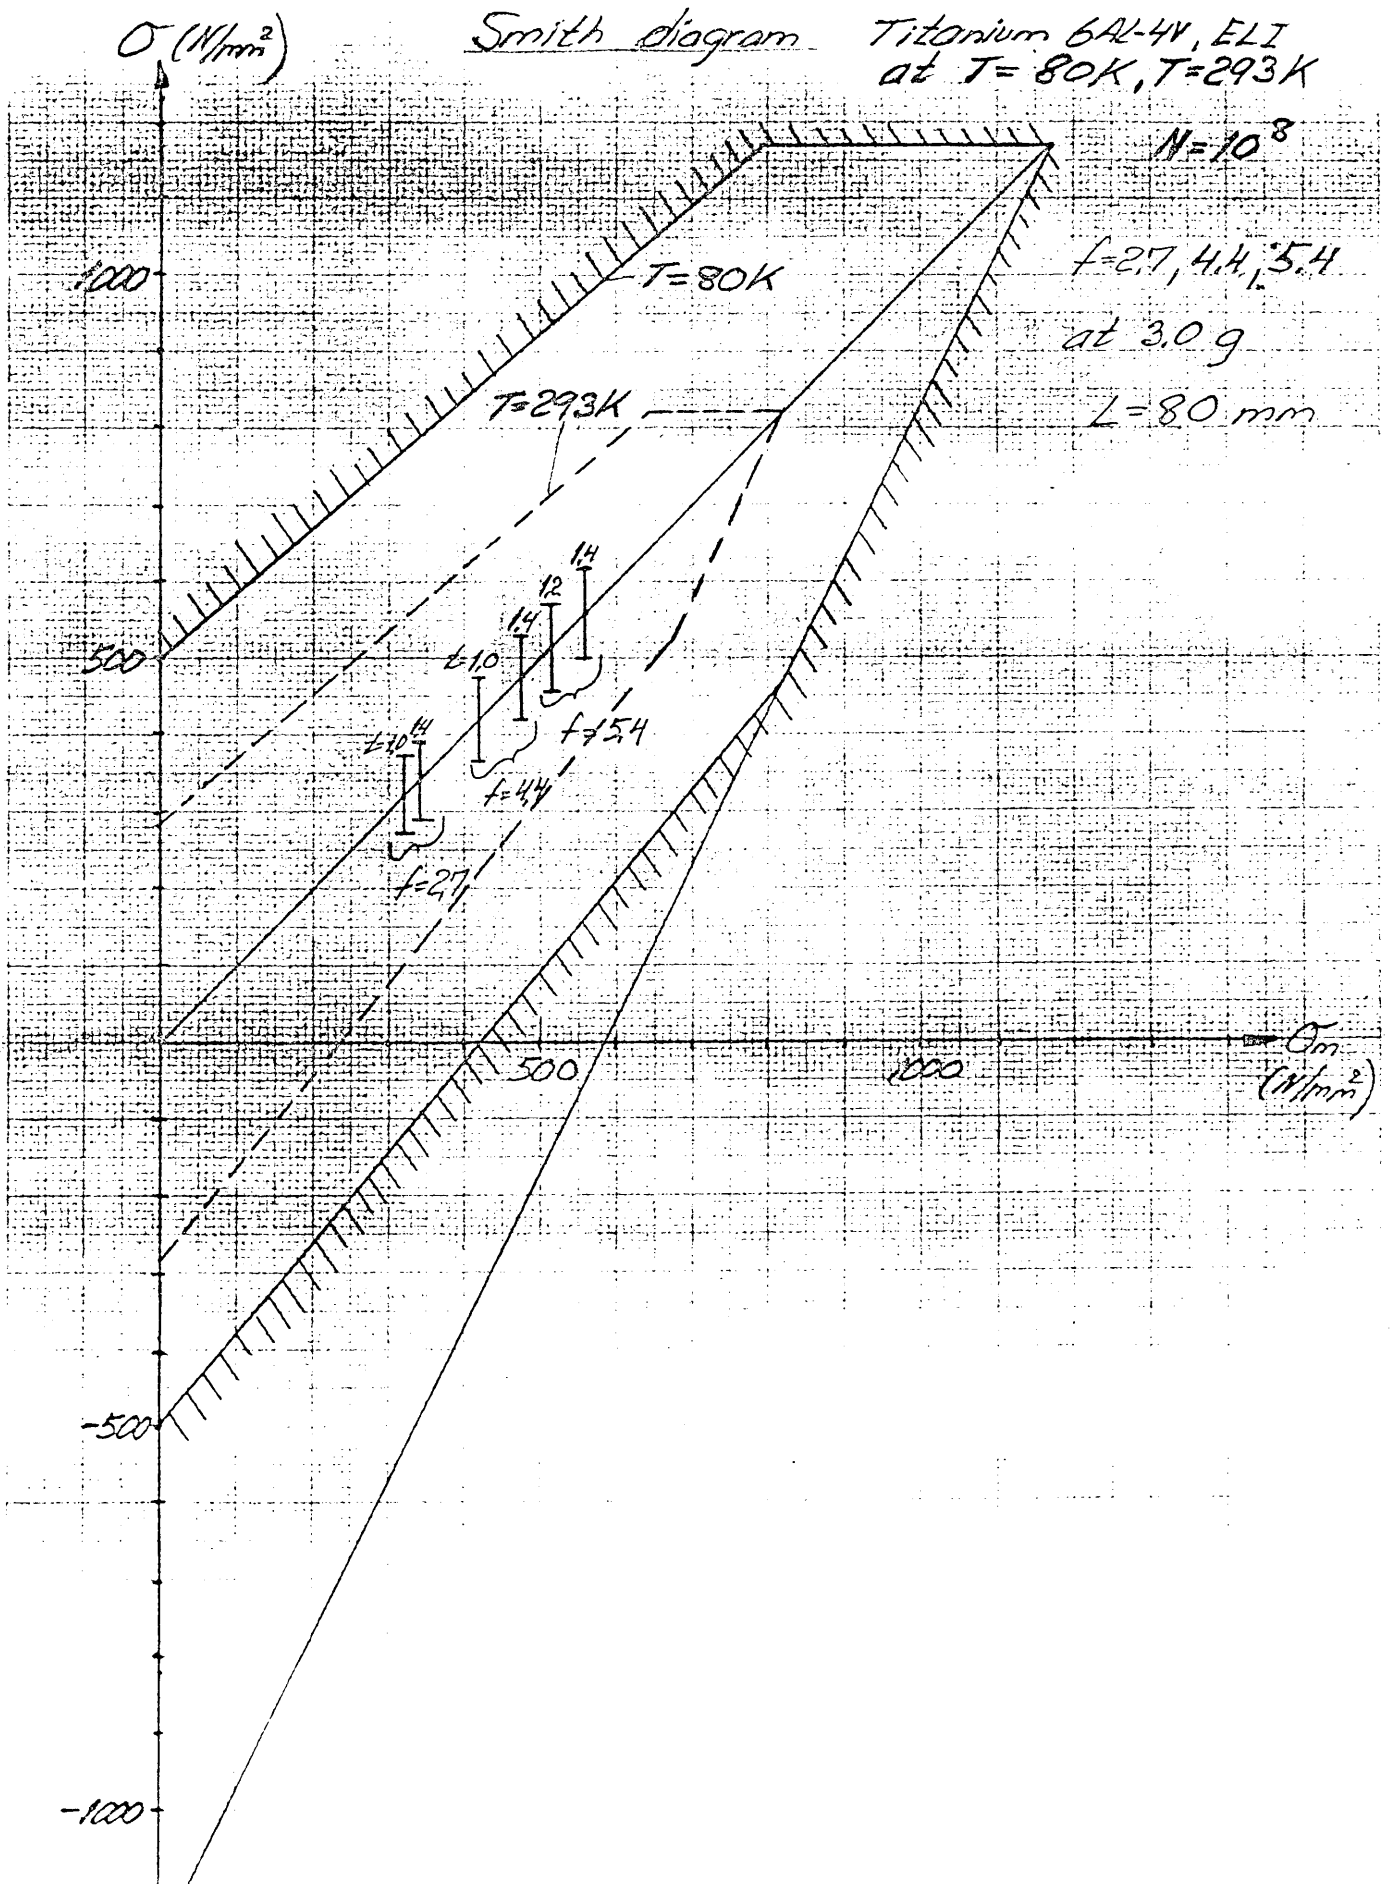 σ (N/mm²)
Smith diagram
Titanium 6Al-4V, ELI
at T=80K, T=293K
N=10⁸
1000
T=80K
f=2.7, 4.4, 5.4
at 3.0 g
T=293K
L=80 mm
1.4
1.2
1.4
500
t=1.0
f=5.4
t=1.0 1.4
f=4.4
f=2.7
500
1000
σm
(N/mm²)
-500
-1000